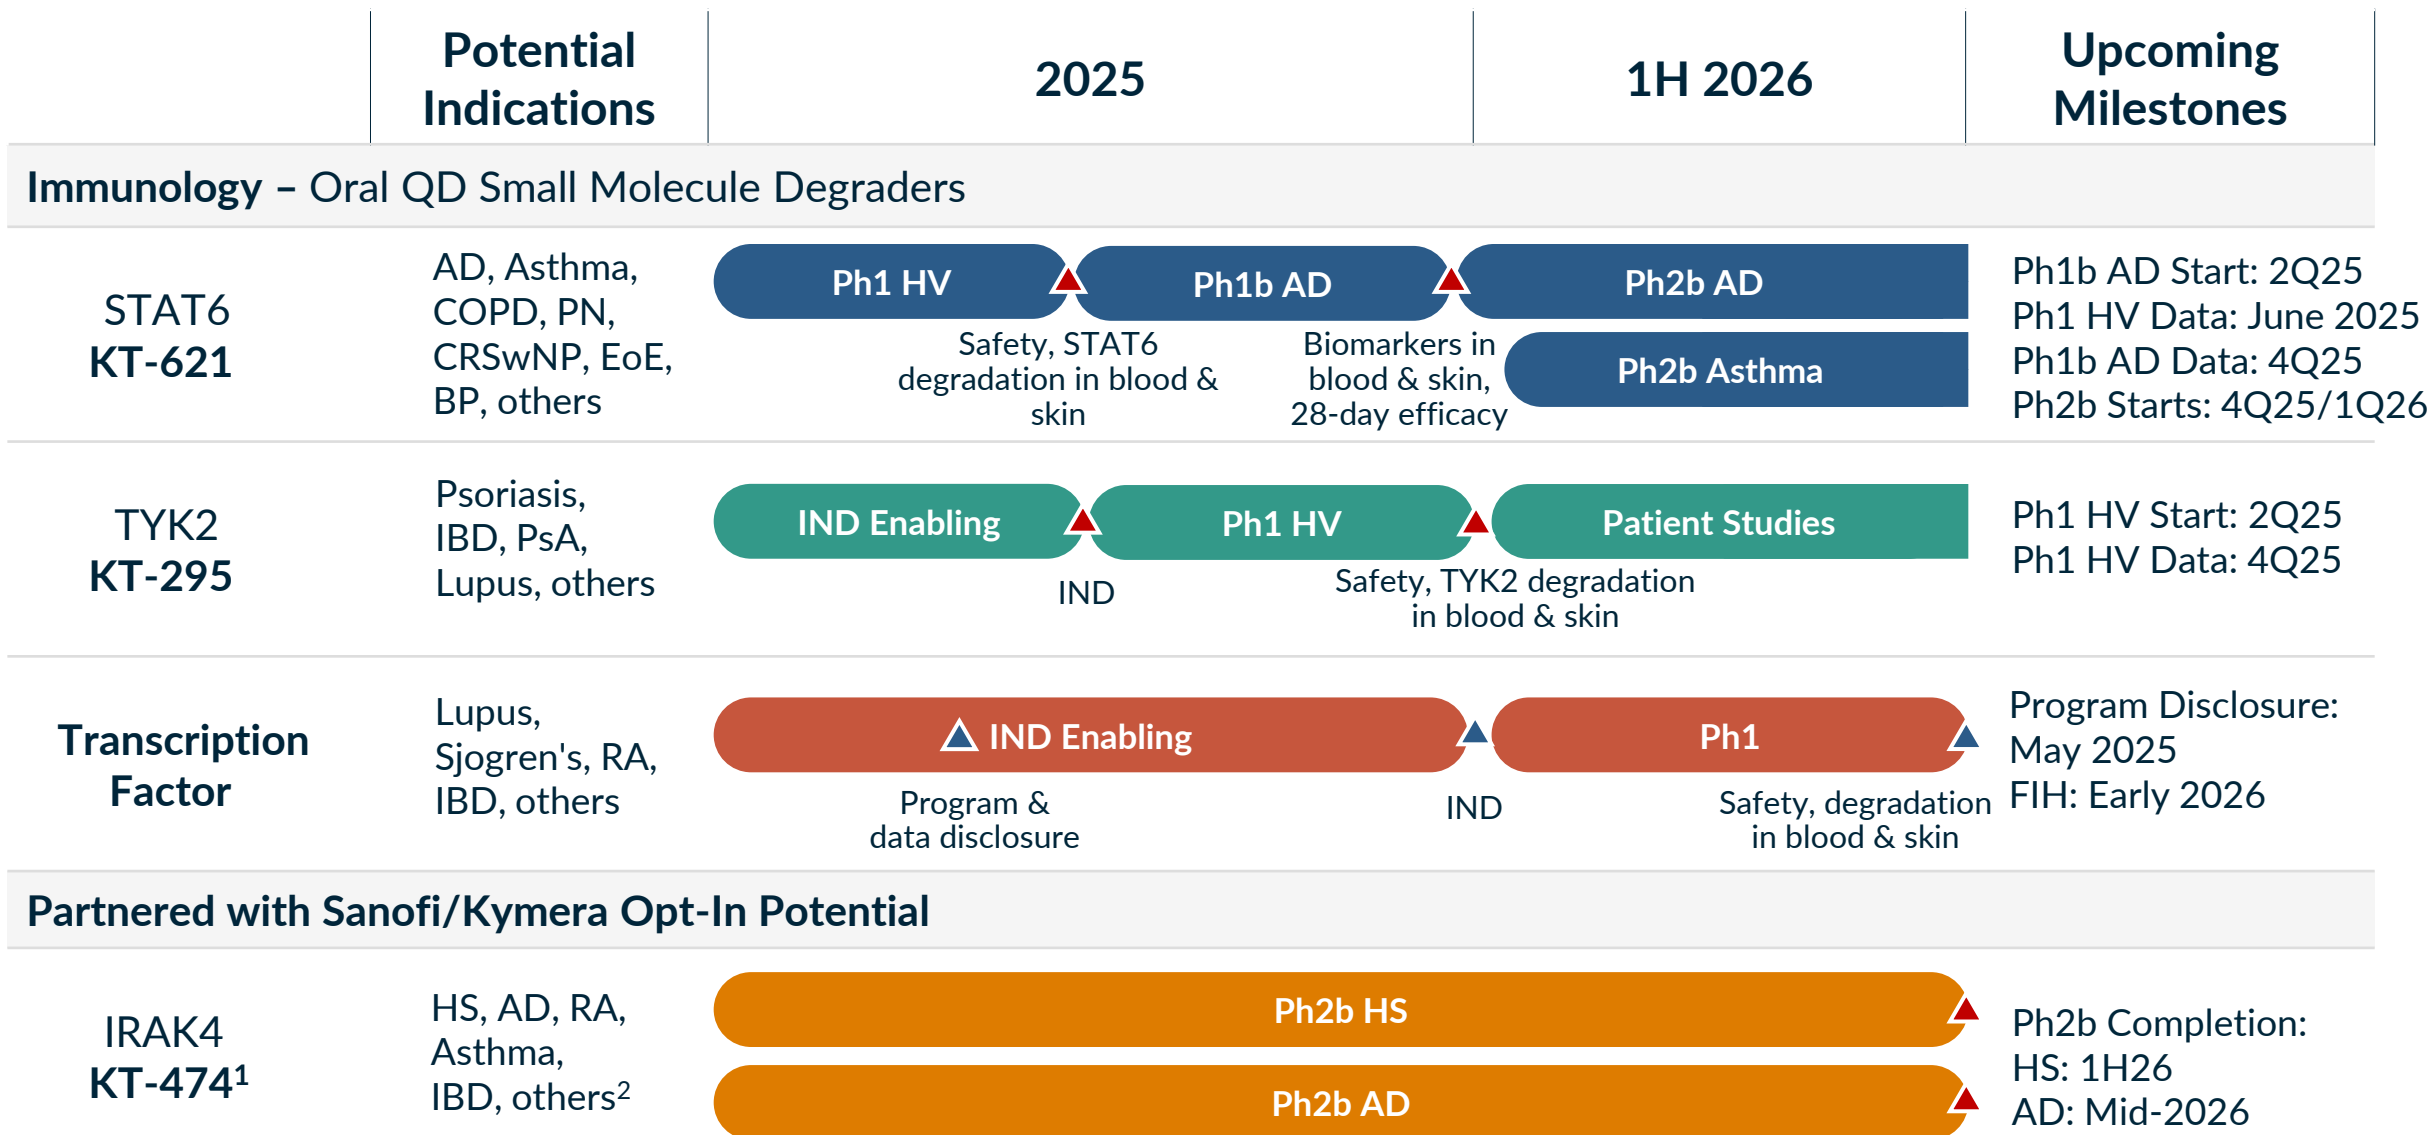 Potential
Indications
2025
1H 2026
Upcoming
Milestones
Immunology – Oral QD Small Molecule Degraders
STAT6
KT-621
AD, Asthma,
COPD, PN,
CRSwNP, EoE,
BP, others
Ph1 HV
Ph1b AD
Ph2b AD
Safety, STAT6
degradation in blood &
skin
Biomarkers in
blood & skin,
28-day efficacy
Ph2b Asthma
Ph1b AD Start: 2Q25
Ph1 HV Data: June 2025
Ph1b AD Data: 4Q25
Ph2b Starts: 4Q25/1Q26
TYK2
KT-295
Psoriasis,
IBD, PsA,
Lupus, others
IND Enabling
Ph1 HV
Patient Studies
IND
Safety, TYK2 degradation
in blood & skin
Ph1 HV Start: 2Q25
Ph1 HV Data: 4Q25
Transcription
Factor
Lupus,
Sjogren's, RA,
IBD, others
IND Enabling
Ph1
Program &
data disclosure
IND
Safety, degradation
in blood & skin
Program Disclosure:
May 2025
FIH: Early 2026
Partnered with Sanofi/Kymera Opt-In Potential
IRAK4
KT-474¹
HS, AD, RA,
Asthma,
IBD, others²
Ph2b HS
Ph2b AD
Ph2b Completion:
HS: 1H26
AD: Mid-2026